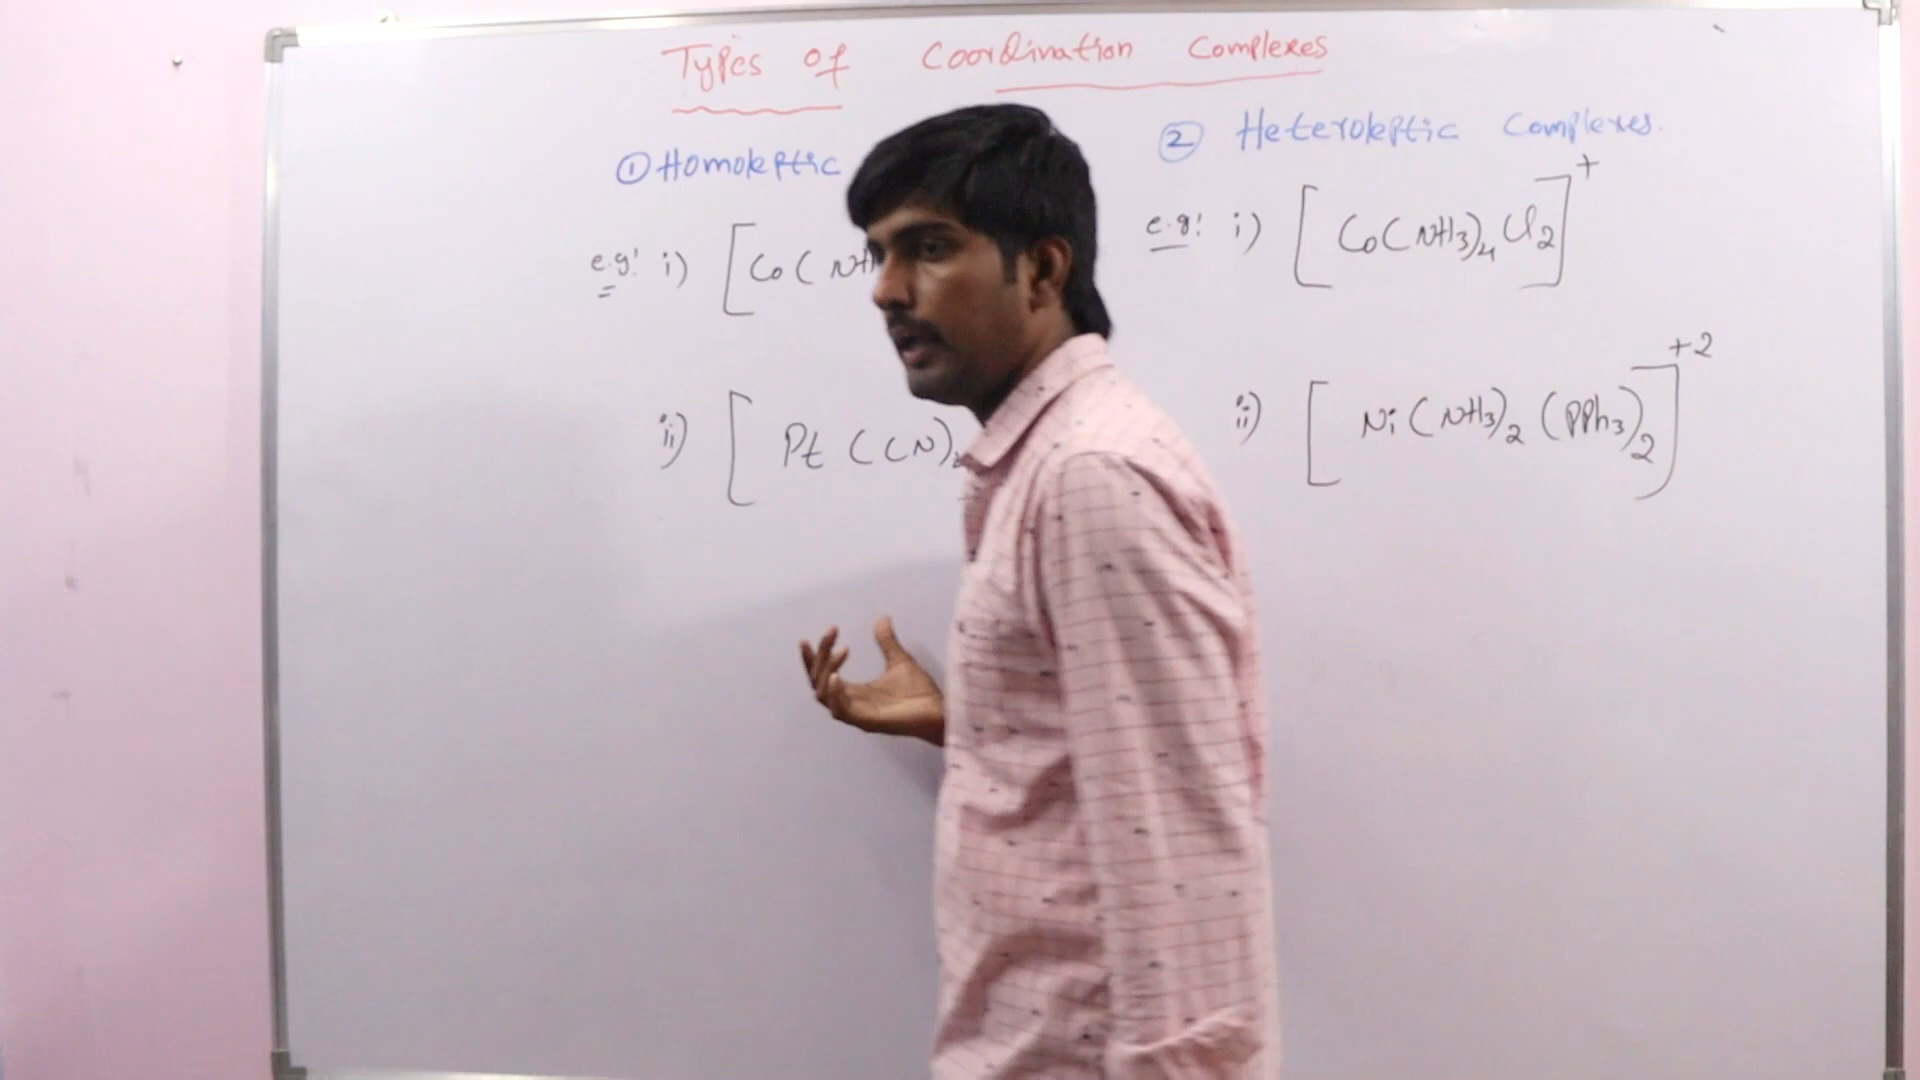 Types of Coordination Complexes
① Homoleptic
e.g! i) [Co(NH
ii) [Pt(CN)
② Heteroleptic Complexes.
e.g! i) [Co(NH3)4Cl2]+
ii) [Ni(NH3)2(PPh3)2]+2